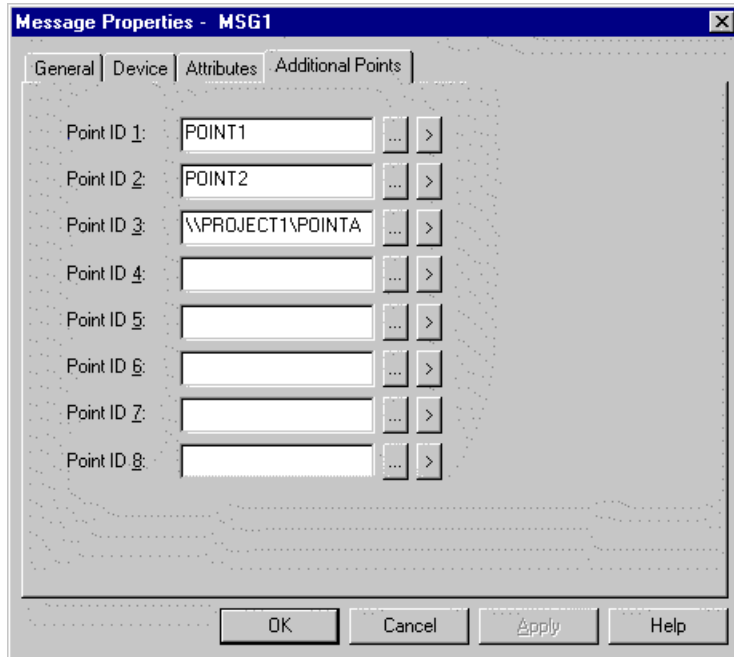 Message Properties - MSG1
General Device Attributes Additional Points
Point ID 1: POINT1 ... >
Point ID 2: POINT2 ... >
Point ID 3: \\PROJECT1\POINTA ... >
Point ID 4: ... >
Point ID 5: ... >
Point ID 6: ... >
Point ID 7: ... >
Point ID 8: ... >
OK Cancel Apply Help